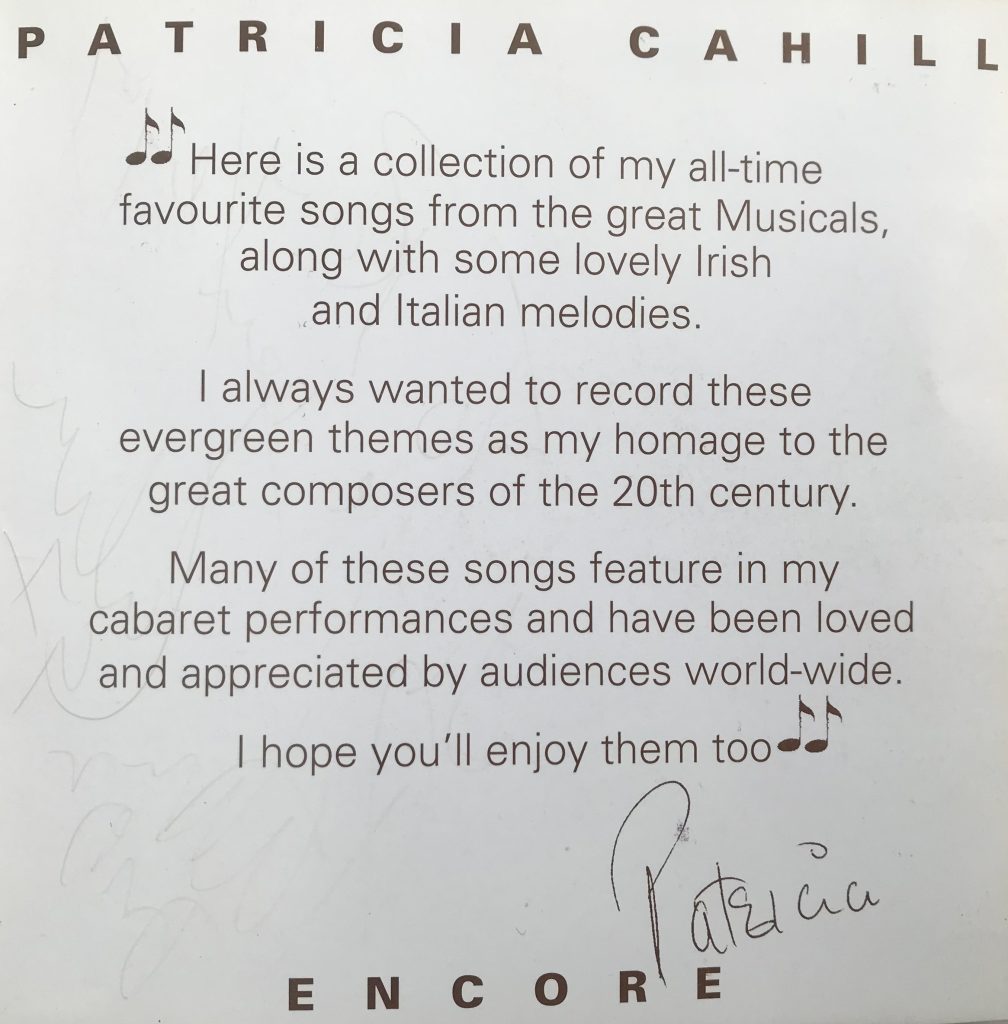 PATRICIA CAHILL
Here is a collection of my all-time
favourite songs from the great Musicals,
along with some lovely Irish
and Italian melodies.
I always wanted to record these
evergreen themes as my homage to the
great composers of the 20th century.
Many of these songs feature in my
cabaret performances and have been loved
and appreciated by audiences world-wide.
I hope you'll enjoy them too
Patricia
ENCORE